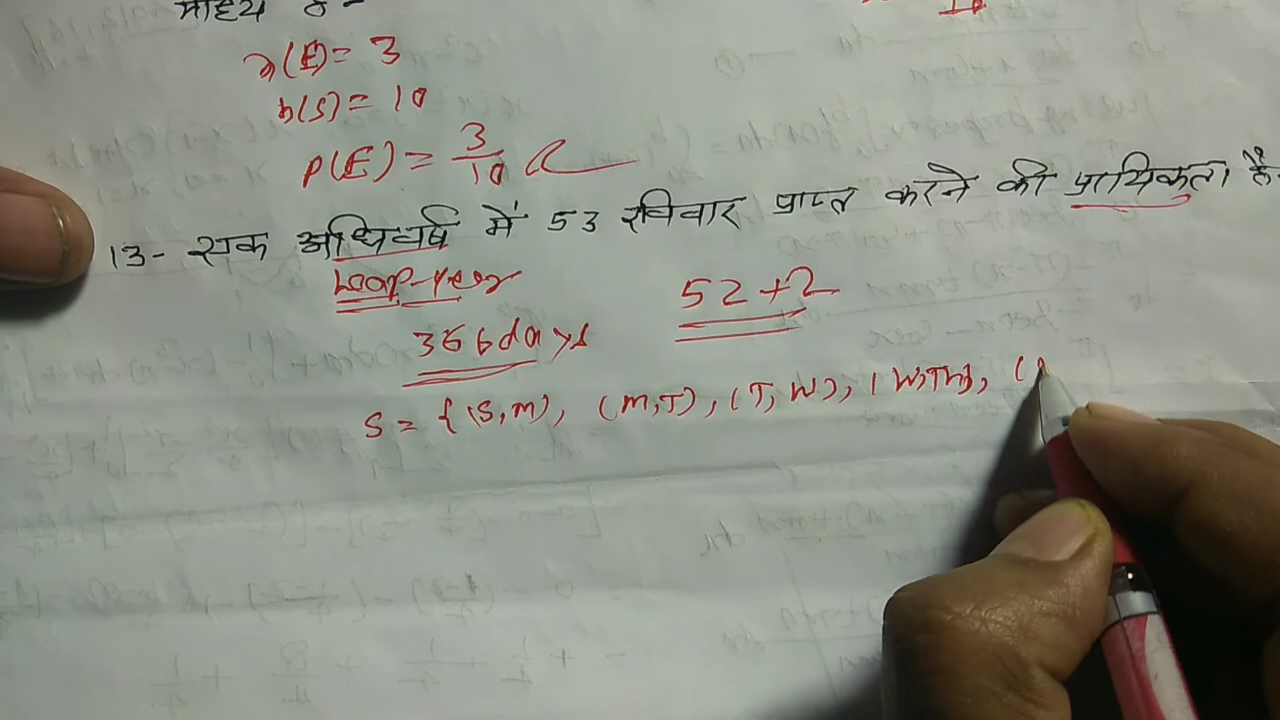 n(E) = 3
n(S) = 10
P(E) = 3/10
13- एक अधिवर्ष में 53 रविवार प्राप्त करने की प्रायिकता है-
Leap-year
52+2
366 days
S = {(S,M), (M,T), (T,W), (W,Th), (